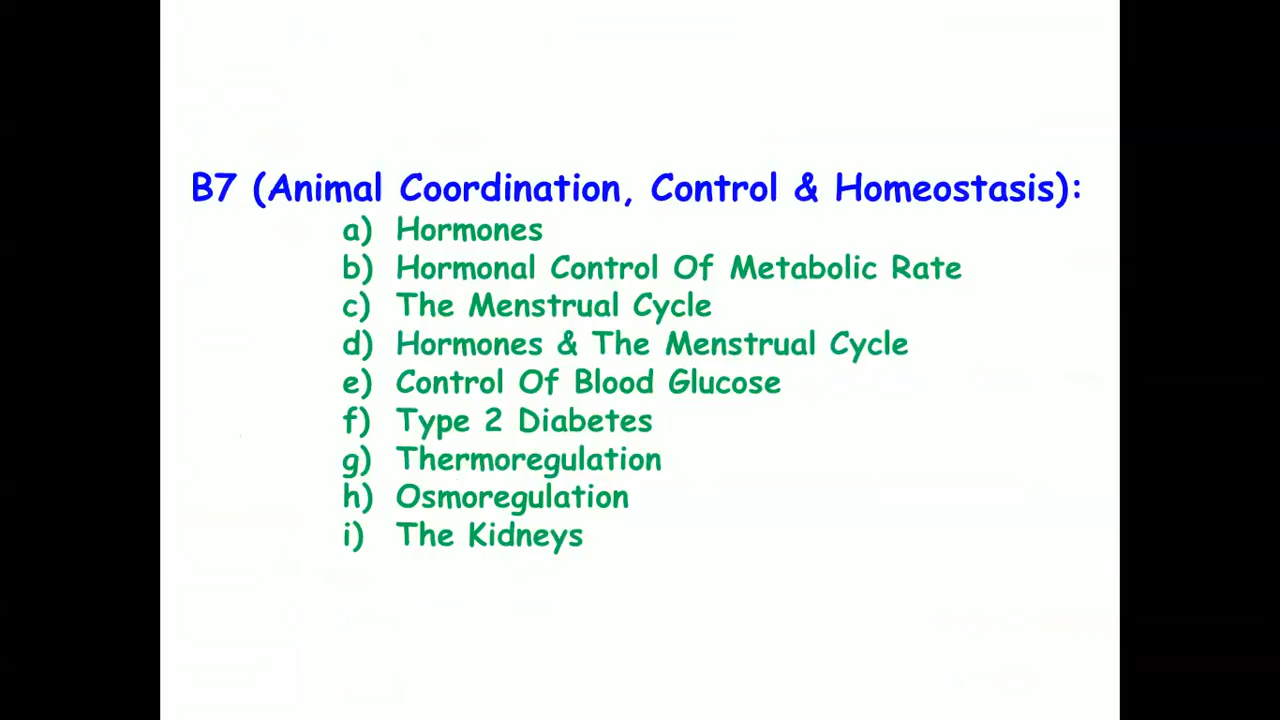 B7 (Animal Coordination, Control & Homeostasis):
a) Hormones
b) Hormonal Control Of Metabolic Rate
c) The Menstrual Cycle
d) Hormones & The Menstrual Cycle
e) Control Of Blood Glucose
f) Type 2 Diabetes
g) Thermoregulation
h) Osmoregulation
i) The Kidneys